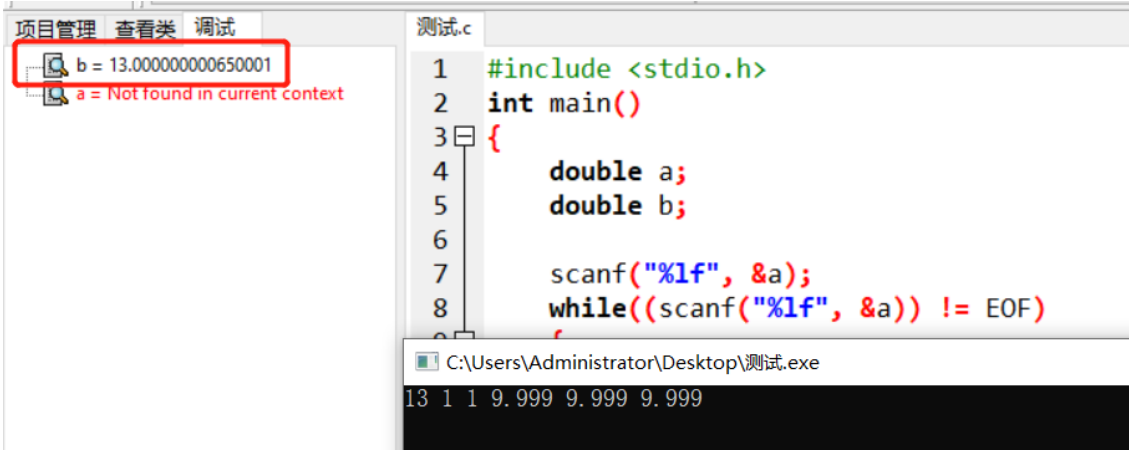 项目管理 查看类 调试
b = 13.000000000650001
a = Not found in current context
测试.c
1 #include <stdio.h>
2 int main()
3 {
4 double a;
5 double b;
6
7 scanf("%lf", &a);
8 while((scanf("%lf", &a)) != EOF)
C:\Users\Administrator\Desktop\测试.exe
13 1 1 9.999 9.999 9.999